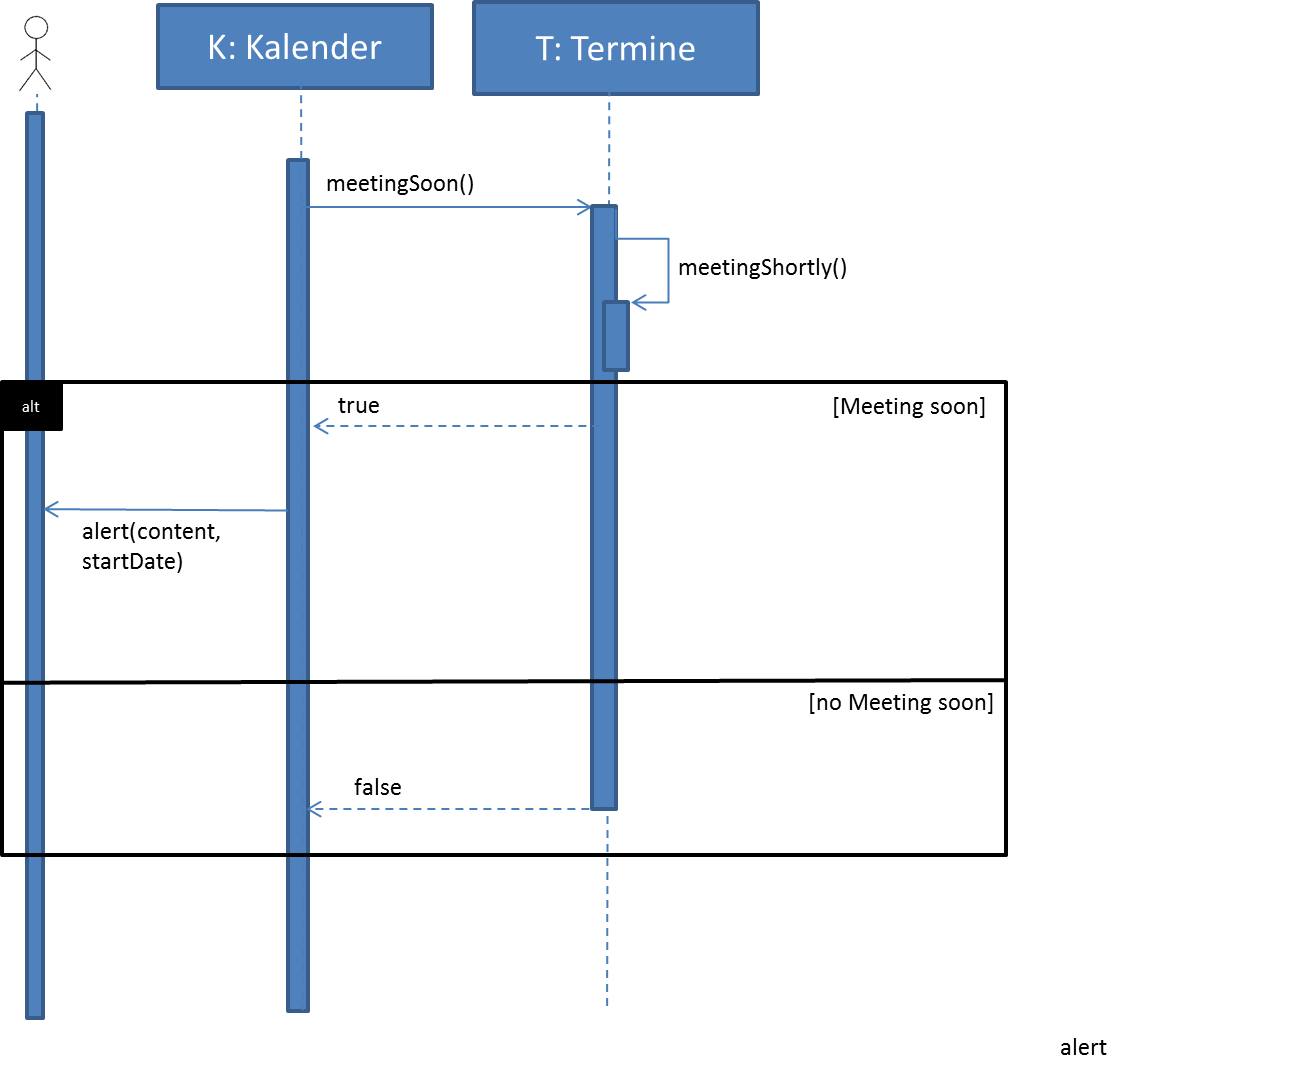 K: Kalender
T: Termine
meetingSoon()
meetingShortly()
alt
true
[Meeting soon]
alert(content,
startDate)
[no Meeting soon]
false
alert